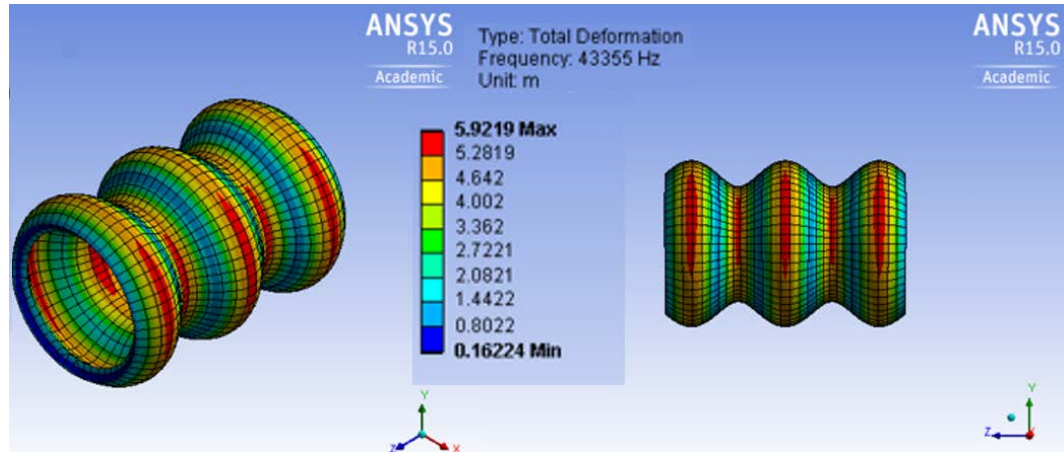 ANSYS
R15.0
Academic
Type: Total Deformation
Frequency: 43355 Hz
Unit: m
5.9219 Max
5.2819
4.642
4.002
3.362
2.7221
2.0821
1.4422
0.8022
0.16224 Min
Y
Z
X
ANSYS
R15.0
Academic
Y
Z
X